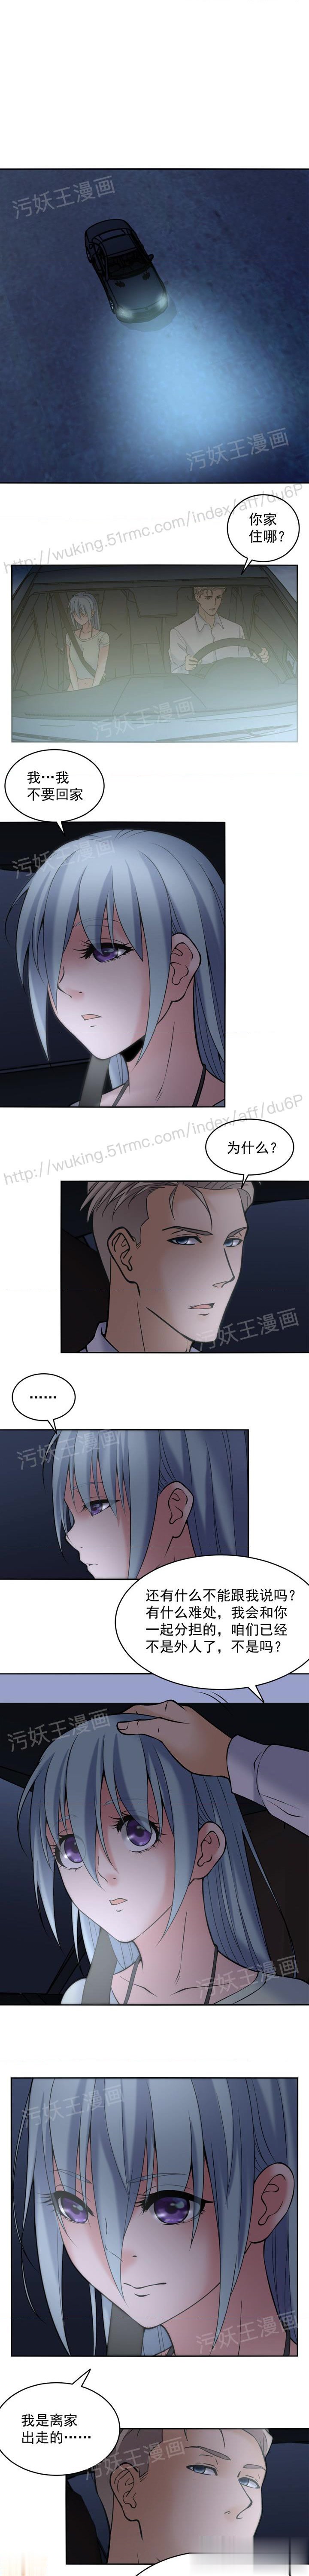 污妖王漫画
污妖王漫画
你家
住哪?
http://wuking.51rmc.com/index/aff/du6P
污妖王漫画
我…我
不要回家
污妖王漫画
污妖王漫画
http://wuking.51rmc.com/index/aff/du6P
为什么?
污妖王漫画
……
污妖王漫画
还有什么不能跟我说吗?
有什么难处，我会和你
一起分担的，咱们已经
不是外人了，不是吗?
污妖王漫画
污妖王漫画
污妖王漫画
污妖王漫画
我是离家
出走的……
污妖王漫画